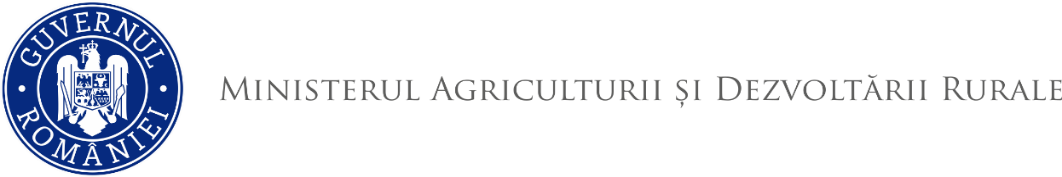 GUVERNUL ROMÂNIEI
Ministerul Agriculturii și Dezvoltării Rurale